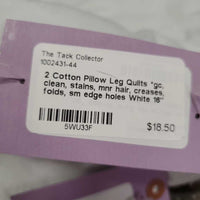 The Tack Collector
1002431-44
2 Cotton Pillow Leg Quilts "gc,
clean, stains, mnr hair, creases,
folds, sm edge holes White 18"
5WU33F
$18.50